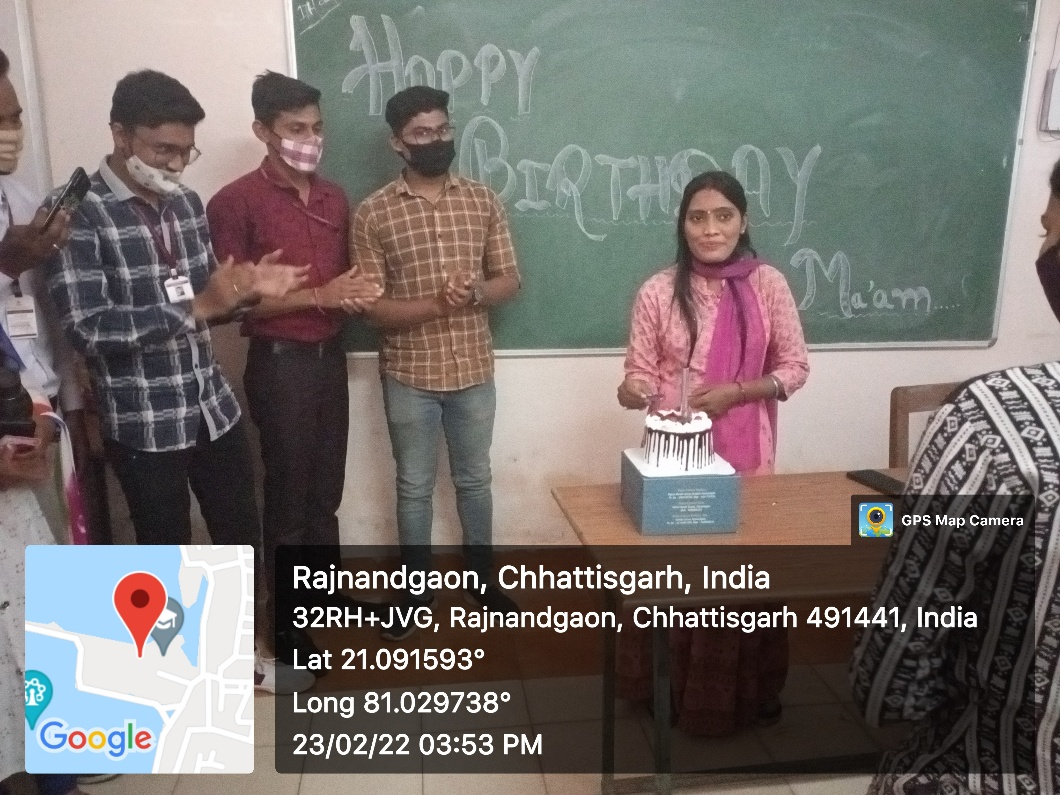 Happy
BIRTHDAY
Ma'am.....
GPS Map Camera
Rajnandgaon, Chhattisgarh, India
32RH+JVG, Rajnandgaon, Chhattisgarh 491441, India
Lat 21.091593°
Long 81.029738°
23/02/22 03:53 PM
Google